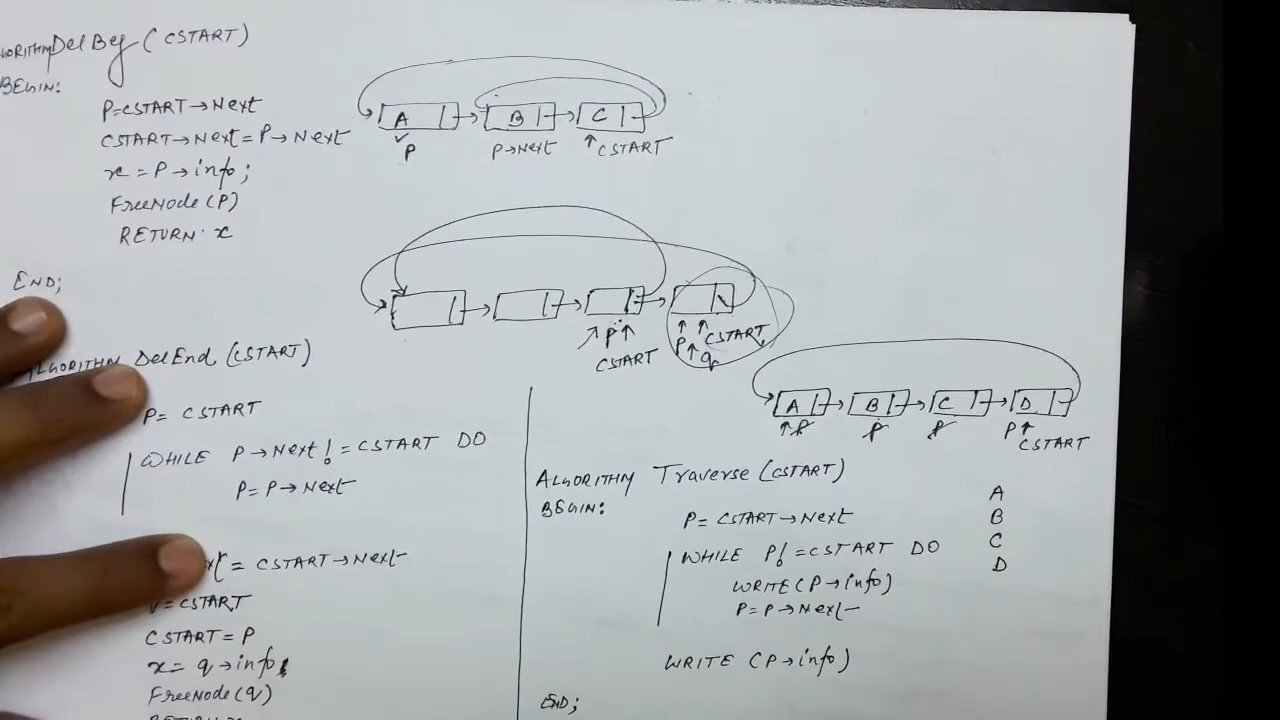 DelBeg (CSTART)
BEGIN:
P=CSTART→Next
CSTART→Next=P→Next
x = P→info;
FreeNode(P)
RETURN x
END;
A B C
P P→Next ↑CSTART
P↑ ↑ ↑CSTART
CSTART P ↑q
ALGORITHM DelEnd (CSTART)
P= CSTART
WHILE P→Next != CSTART DO
P= P→Next
= CSTART→Next
=CSTART
CSTART=P
x= q→info;
FreeNode(q)
A B C D
↑P P P P↑
CSTART
ALGORITHM Traverse (CSTART)
BEGIN:
P= CSTART→Next
WHILE P!=CSTART DO
WRITE(P→info)
P=P→Next
WRITE (P→info)
END;
A
B
C
D